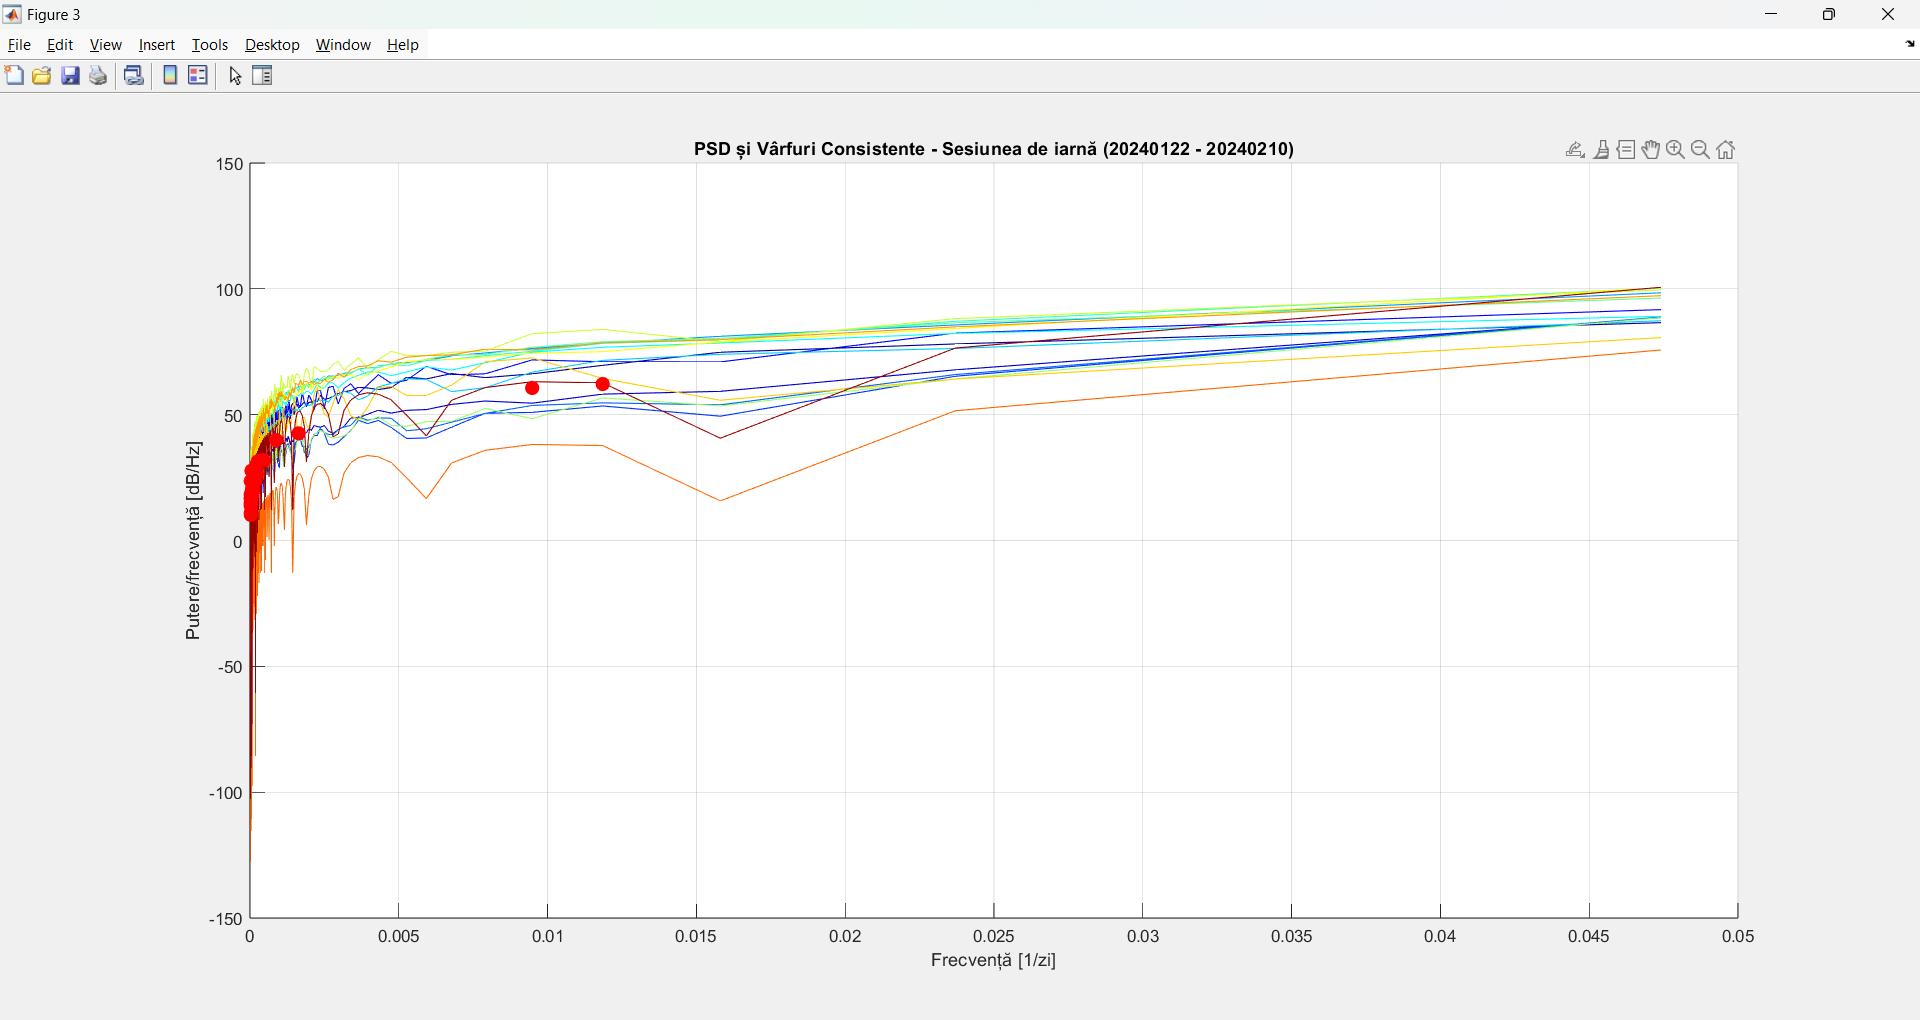 Figure 3
File Edit View Insert Tools Desktop Window Help
PSD și Vârfuri Consistente - Sesiunea de iarnă (20240122 - 20240210)
150
100
50
0
-50
-100
-150
Putere/frecvență [dB/Hz]
0 0.005 0.01 0.015 0.02 0.025 0.03 0.035 0.04 0.045 0.05
Frecvență [1/zi]